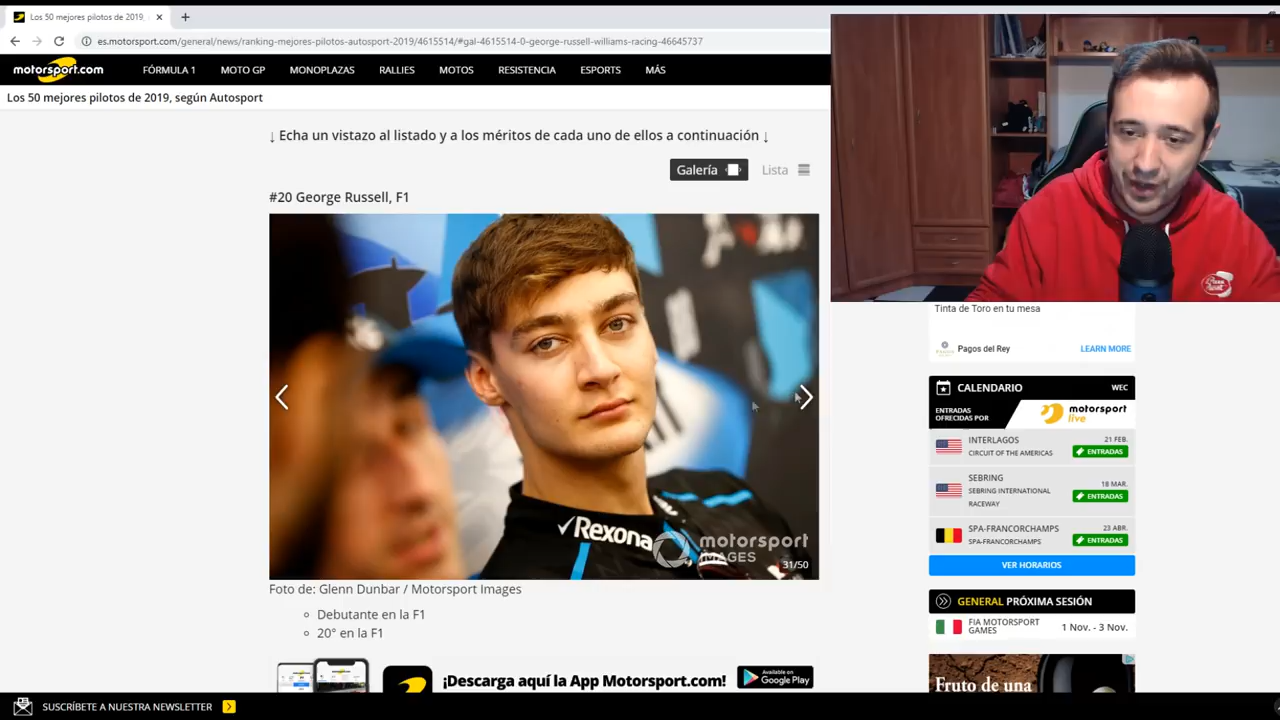 Los 50 mejores pilotos de 2019,
es.motorsport.com/general/news/ranking-mejores-pilotos-autosport-2019/4615514/#gal-4615514-0-george-russell-williams-racing-46645737
motorsport.com
FÓRMULA 1
MOTO GP
MONOPLAZAS
RALLIES
MOTOS
RESISTENCIA
ESPORTS
MÁS
Los 50 mejores pilotos de 2019, según Autosport
↓ Echa un vistazo al listado y a los méritos de cada uno de ellos a continuación ↓
Galería
Lista
#20 George Russell, F1
Rexona
motorsport
IMAGES
31/50
Foto de: Glenn Dunbar / Motorsport Images
Debutante en la F1
20° en la F1
¡Descarga aquí la App Motorsport.com!
Available on
Google Play
Tinta de Toro en tu mesa
Pagos del Rey
LEARN MORE
CALENDARIO
WEC
ENTRADAS
OFRECIDAS POR
motorsport
live
INTERLAGOS
CIRCUIT OF THE AMERICAS
21 FEB.
ENTRADAS
SEBRING
SEBRING INTERNATIONAL
RACEWAY
18 MAR.
ENTRADAS
SPA-FRANCORCHAMPS
SPA-FRANCORCHAMPS
23 ABR.
ENTRADAS
VER HORARIOS
GENERAL PRÓXIMA SESIÓN
FIA MOTORSPORT
GAMES
1 Nov. - 3 Nov.
Fruto de una
SUSCRÍBETE A NUESTRA NEWSLETTER